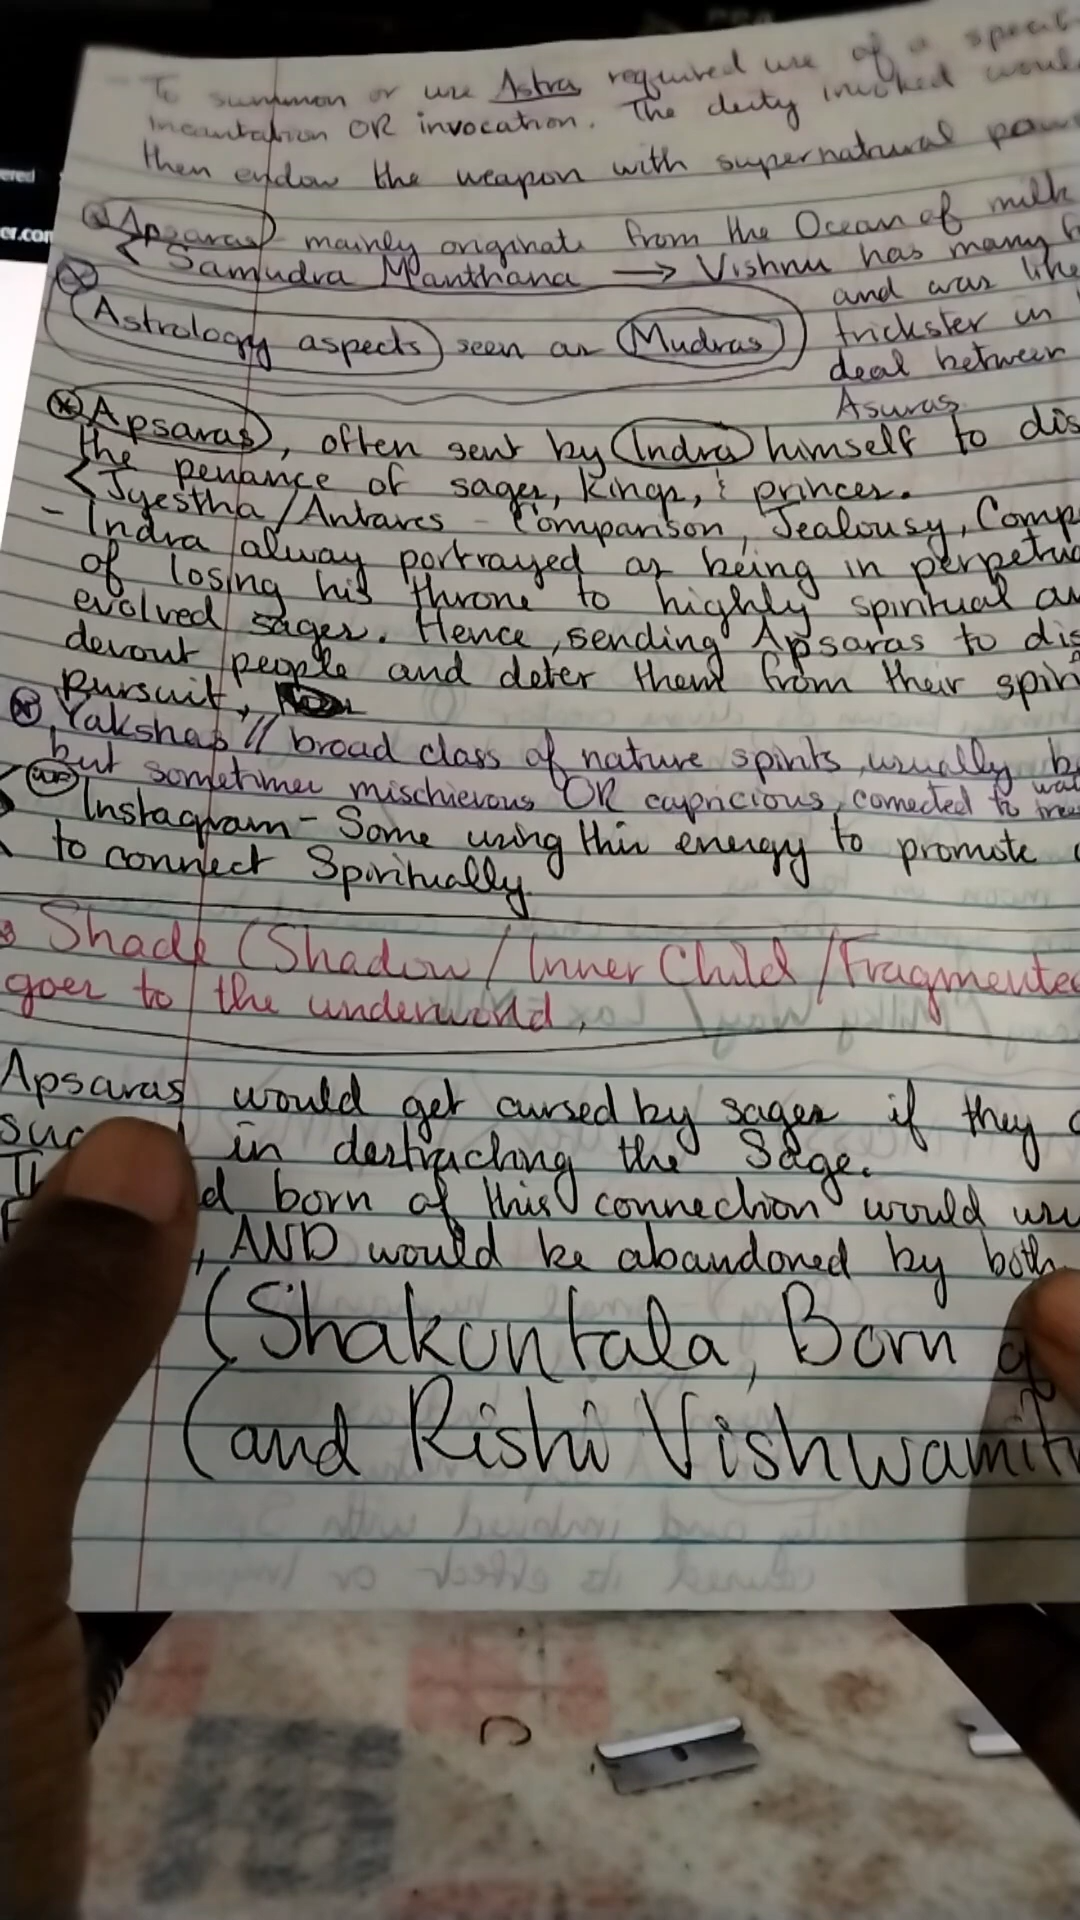 ered
er.com
- To summon or use Astra required use of a
incantation OR invocation. The deity invoked
then endow the weapon with supernatural
Apsaras mainly originate from the Ocean of milk
< Samudra Manthana → Vishnu has many
and was like
Astrology aspects seen as Mudras trickster in
deal between
Asuras
Apsaras, often sent by Indra himself to
the penance of sages, Kings, & princes.
< Jyestha/Antares - Comparison, Jealousy,
- Indra alway portrayed as being in
of losing his throne to highly spiritual
evolved sages. Hence, sending Apsaras to
devout people and deter them from their
pursuit,
Yakshas // broad class of nature spirits, usually
but sometimes mischievous OR capricious, connected to
Instagram - Some using this energy to promote
to connect Spiritually.
Shade (Shadow / Inner Child / Fragmented
goes to the underworld,
Apsaras would get cursed by sages if they
in distraching the Sage.
born of this connection would
, AND would be abandoned by both
(Shakuntala, Born
(and Rishi